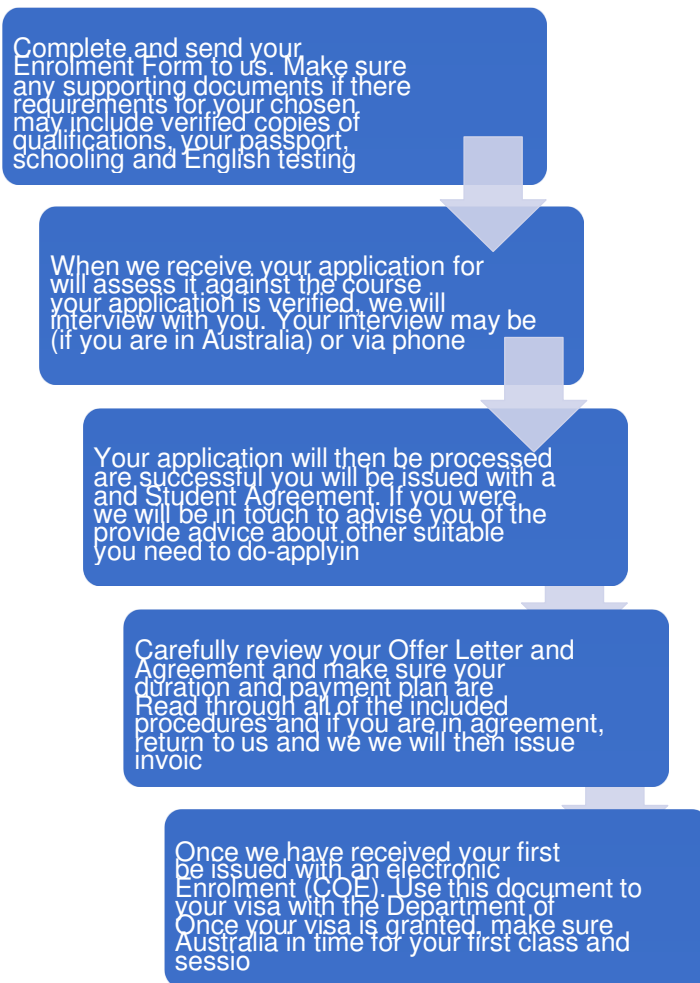 Complete and send your
Enrolment Form to us. Make sure
any supporting documents if there
requirements for your chosen
may include verified copies of
qualifications, your passport,
schooling and English testing
When we receive your application for
will assess it against the course
your application is verified, we will
interview with you. Your interview may be
(if you are in Australia) or via phone
Your application will then be processed
are successful you will be issued with a
and Student Agreement. If you were
we will be in touch to advise you of the
provide advice about other suitable
you need to do-applyin
Carefully review your Offer Letter and
Agreement and make sure your
duration and payment plan are
Read through all of the included
procedures and if you are in agreement,
return to us and we we will then issue
invoic
Once we have received your first
be issued with an electronic
Enrolment (COE). Use this document to
your visa with the Department of
Once your visa is granted, make sure
Australia in time for your first class and
sessio